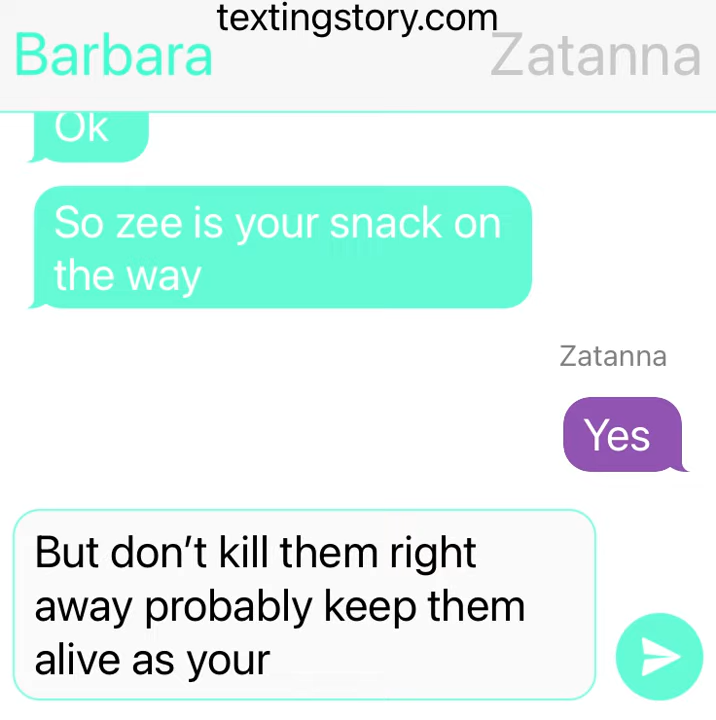 textingstory.com
Barbara
Zatanna
Ok
So zee is your snack on
the way
Zatanna
Yes
But don’t kill them right
away probably keep them
alive as your